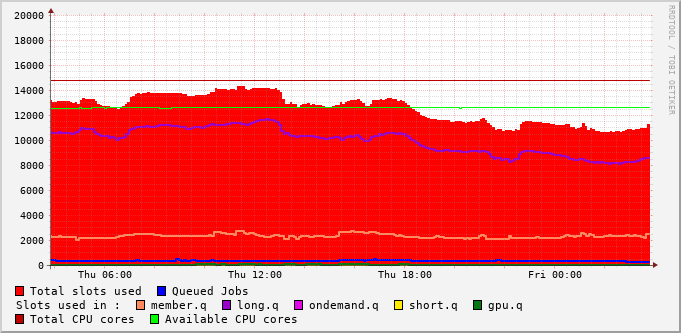 20000
18000
16000
14000
12000
10000
8000
6000
4000
2000
0
Thu 06:00 Thu 12:00 Thu 18:00 Fri 00:00
RRDTOOL / TOBI OETIKER
Total slots used Queued Jobs
Slots used in : member.q long.q ondemand.q short.q gpu.q
Total CPU cores Available CPU cores